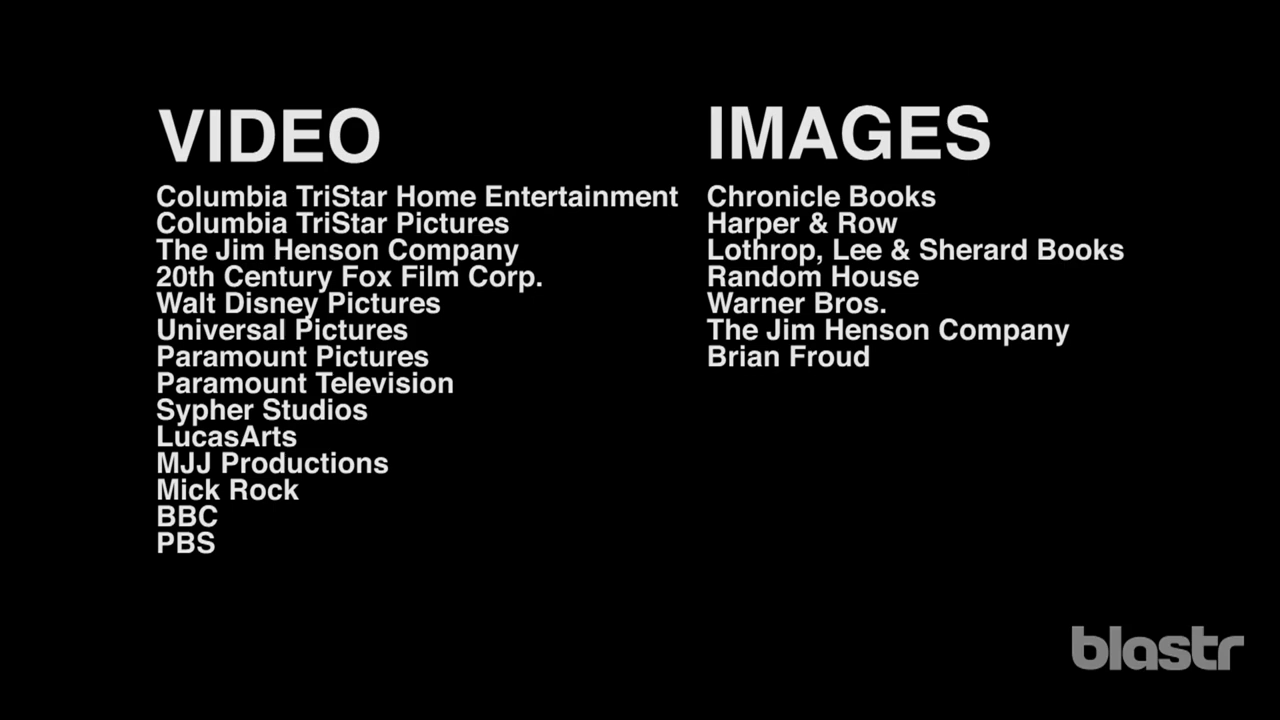 VIDEO
Columbia TriStar Home Entertainment
Columbia TriStar Pictures
The Jim Henson Company
20th Century Fox Film Corp.
Walt Disney Pictures
Universal Pictures
Paramount Pictures
Paramount Television
Sypher Studios
LucasArts
MJJ Productions
Mick Rock
BBC
PBS
IMAGES
Chronicle Books
Harper & Row
Lothrop, Lee & Sherard Books
Random House
Warner Bros.
The Jim Henson Company
Brian Froud
blastr